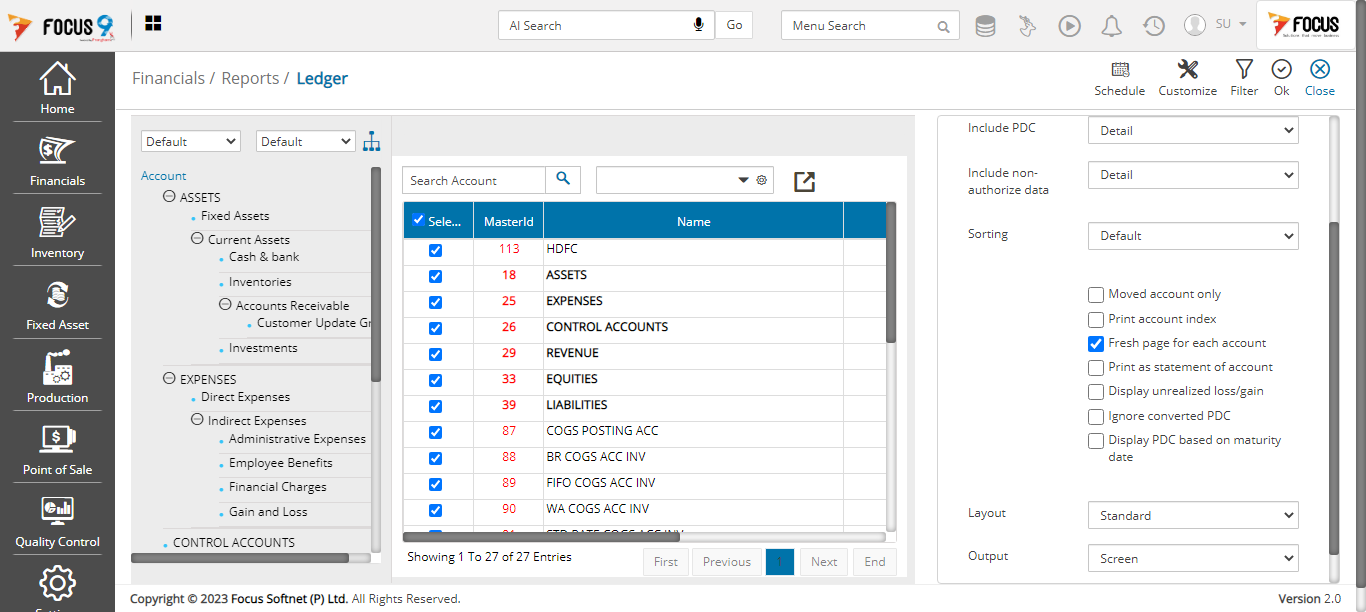 FOCUS 9
AI Search
Go
Menu Search
SU
FOCUS
Home
Financials
Inventory
Fixed Asset
Production
Point of Sale
Quality Control
Financials / Reports / Ledger
Schedule
Customize
Filter
Ok
Close
Default
Default
Account
ASSETS
Fixed Assets
Current Assets
Cash & bank
Inventories
Accounts Receivable
Customer Update Gr
Investments
EXPENSES
Direct Expenses
Indirect Expenses
Administrative Expenses
Employee Benefits
Financial Charges
Gain and Loss
CONTROL ACCOUNTS
Search Account
Sele... MasterId Name
113 HDFC
18 ASSETS
25 EXPENSES
26 CONTROL ACCOUNTS
29 REVENUE
33 EQUITIES
39 LIABILITIES
87 COGS POSTING ACC
88 BR COGS ACC INV
89 FIFO COGS ACC INV
90 WA COGS ACC INV
Showing 1 To 27 of 27 Entries
First Previous 1 Next End
Include PDC Detail
Include non-authorize data Detail
Sorting Default
Moved account only
Print account index
Fresh page for each account
Print as statement of account
Display unrealized loss/gain
Ignore converted PDC
Display PDC based on maturity
date
Layout Standard
Output Screen
Copyright © 2023 Focus Softnet (P) Ltd. All Rights Reserved.
Version 2.0